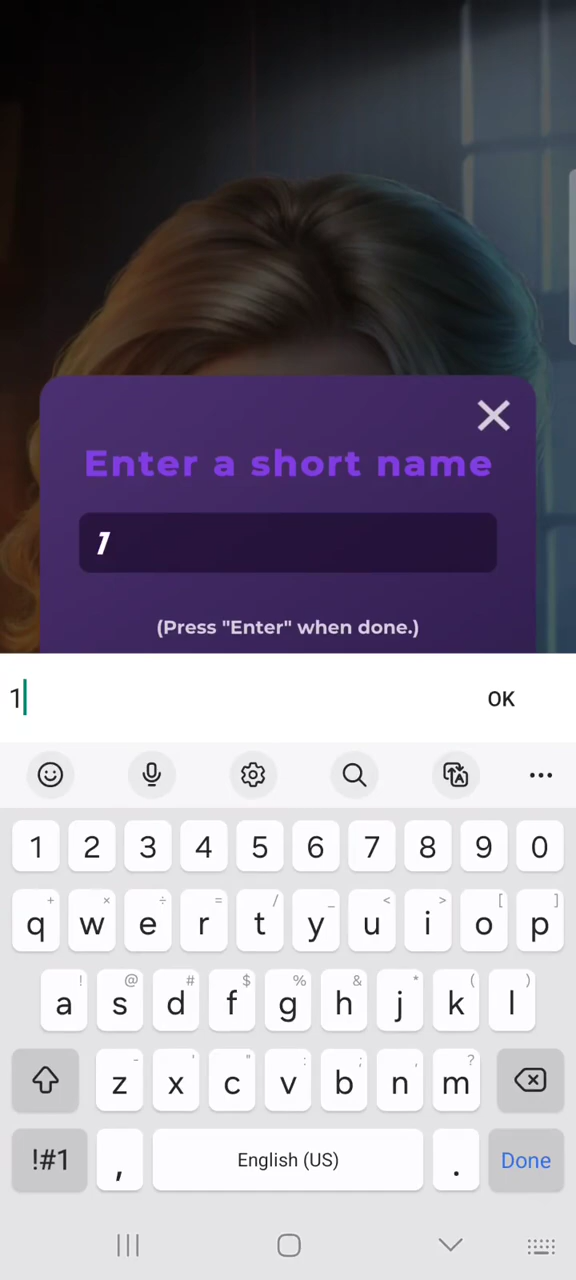 Enter a short name
1
(Press "Enter" when done.)
1 OK
1 2 3 4 5 6 7 8 9 0
+ × ÷ = / _ < > [ ]
q w e r t y u i o p
! @ # $ % & * ( )
a s d f g h j k l
- ' " : ; , ?
z x c v b n m
!#1 , English (US) . Done